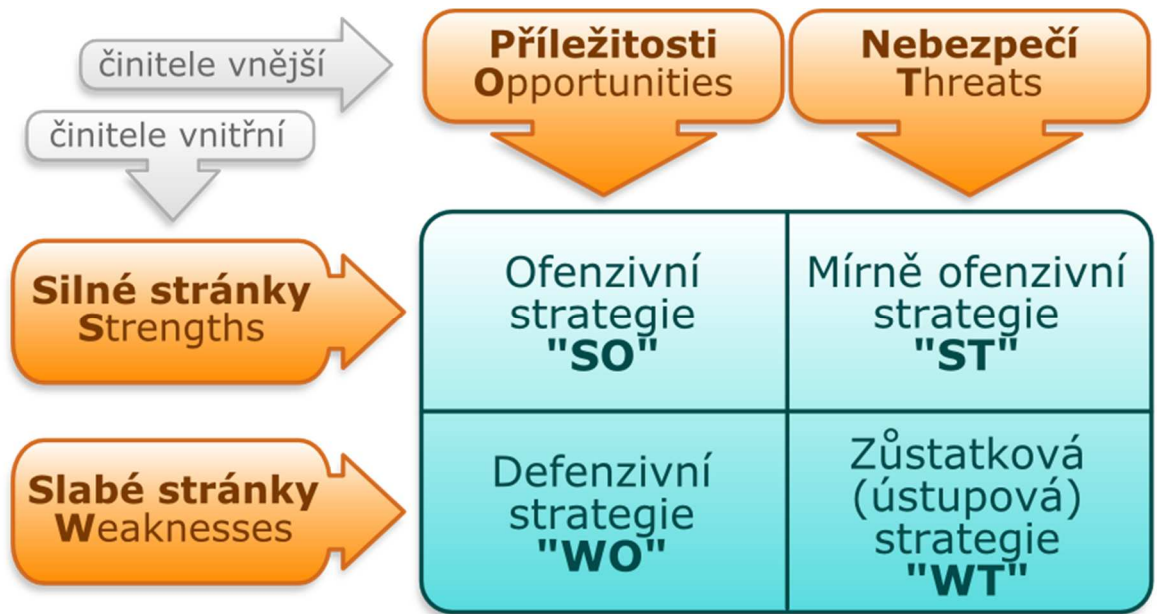 činitele vnější
činitele vnitřní
Příležitosti
Opportunities
Nebezpečí
Threats
Silné stránky
Strengths
Ofenzivní
strategie
"SO"
Mírně ofenzivní
strategie
"ST"
Slabé stránky
Weaknesses
Defenzivní
strategie
"WO"
Zůstatková
(ústupová)
strategie
"WT"